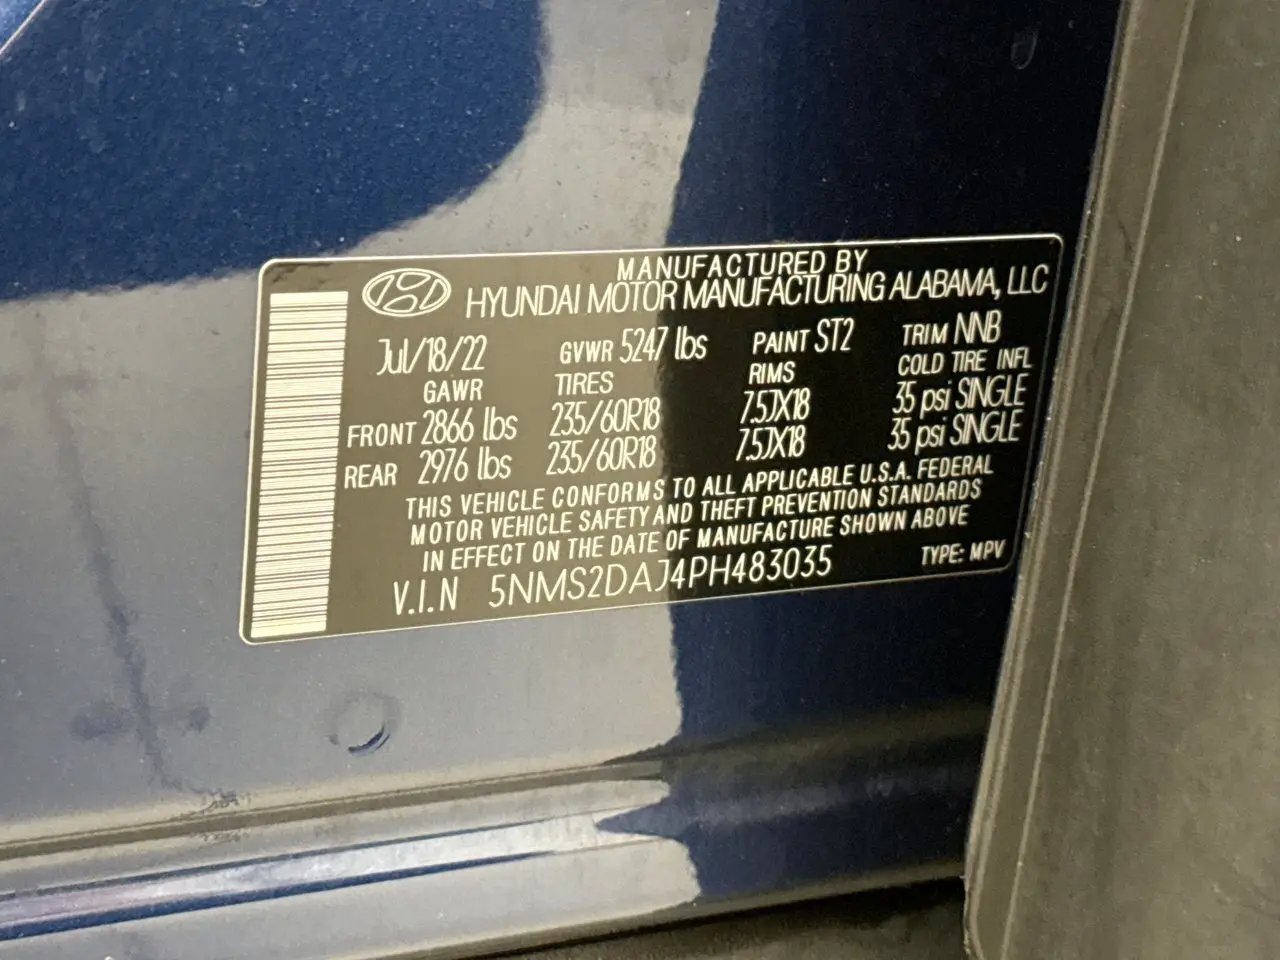 MANUFACTURED BY
HYUNDAI MOTOR MANUFACTURING ALABAMA, LLC
Jul/18/22 GVWR 5247 lbs PAINT ST2 TRIM NNB
GAWR TIRES RIMS COLD TIRE INFL
FRONT 2866 lbs 235/60R18 7.5JX18 35 psi SINGLE
REAR 2976 lbs 235/60R18 7.5JX18 35 psi SINGLE
THIS VEHICLE CONFORMS TO ALL APPLICABLE U.S.A. FEDERAL
MOTOR VEHICLE SAFETY AND THEFT PREVENTION STANDARDS
IN EFFECT ON THE DATE OF MANUFACTURE SHOWN ABOVE
V.I.N 5NMS2DAJ4PH483035 TYPE: MPV